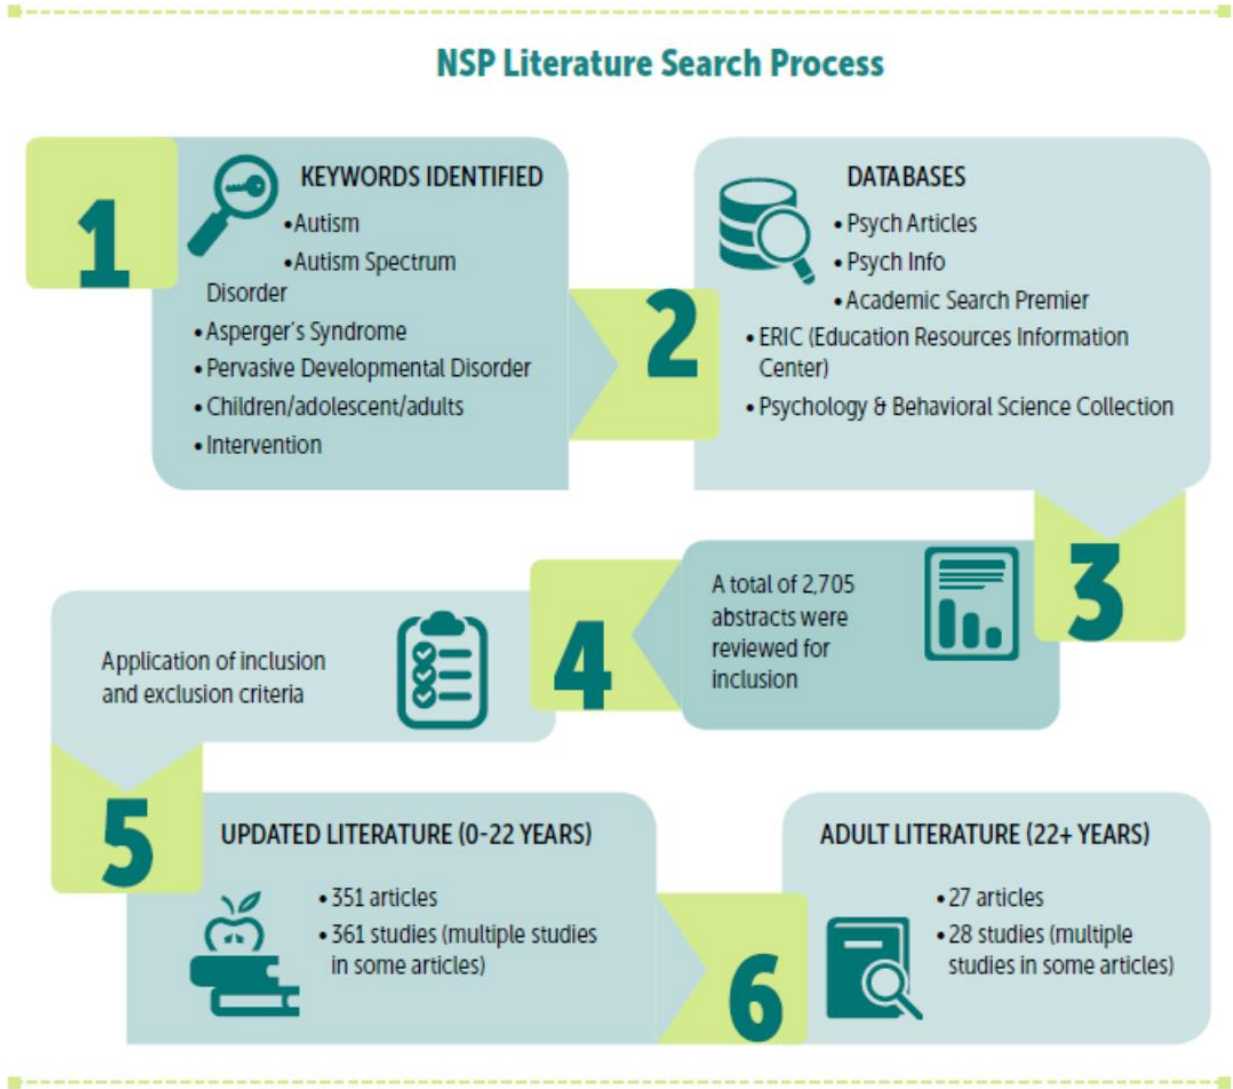 NSP Literature Search Process
1
KEYWORDS IDENTIFIED
•Autism
•Autism Spectrum
Disorder
•Asperger's Syndrome
•Pervasive Developmental Disorder
•Children/adolescent/adults
•Intervention
2
DATABASES
•Psych Articles
•Psych Info
•Academic Search Premier
•ERIC (Education Resources Information
Center)
•Psychology & Behavioral Science Collection
3
A total of 2,705
abstracts were
reviewed for
inclusion
4
Application of inclusion
and exclusion criteria
5
UPDATED LITERATURE (0-22 YEARS)
•351 articles
•361 studies (multiple studies
in some articles)
6
ADULT LITERATURE (22+ YEARS)
•27 articles
•28 studies (multiple
studies in some articles)